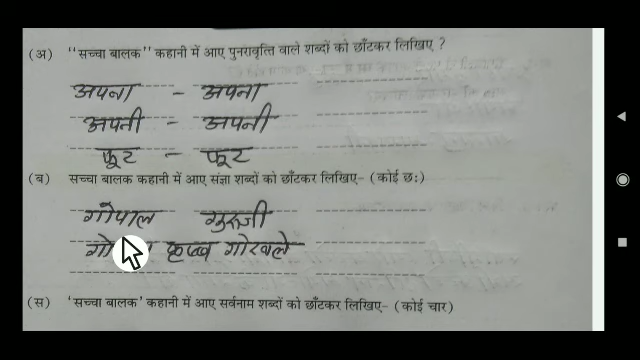 (अ) "सच्चा बालक" कहानी में आए पुनरावृत्ति वाले शब्दों को छाँटकर लिखिए ?
अपना - अपना
अपनी - अपनी
फूट - फूट
(ब) सच्चा बालक कहानी में आए संज्ञा शब्दों को छाँटकर लिखिए- (कोई छः)
गोपाल गुरूजी
कृष्ण गोखले
(स) 'सच्चा बालक' कहानी में आए सर्वनाम शब्दों को छाँटकर लिखिए- (कोई चार)